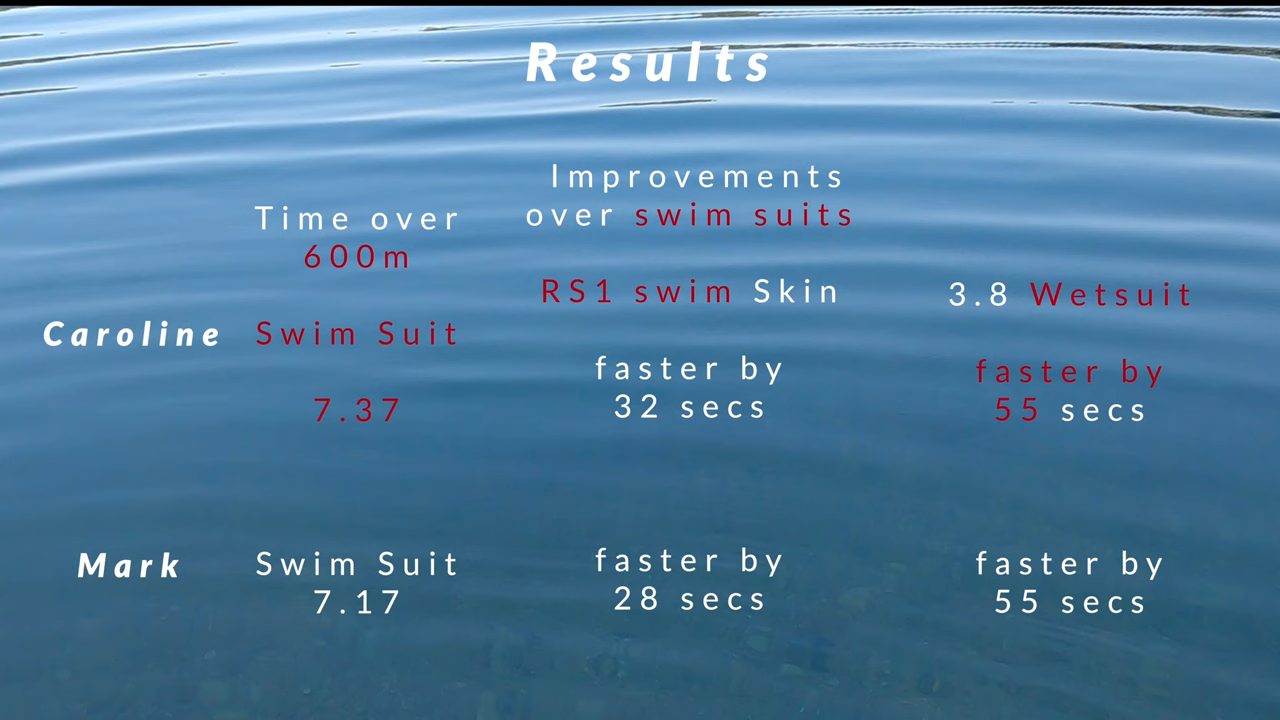 Results
Time over
600m
Improvements
over swim suits
RS1 swim Skin
3.8 Wetsuit
Caroline
Swim Suit
7.37
faster by
32 secs
faster by
55 secs
Mark
Swim Suit
7.17
faster by
28 secs
faster by
55 secs